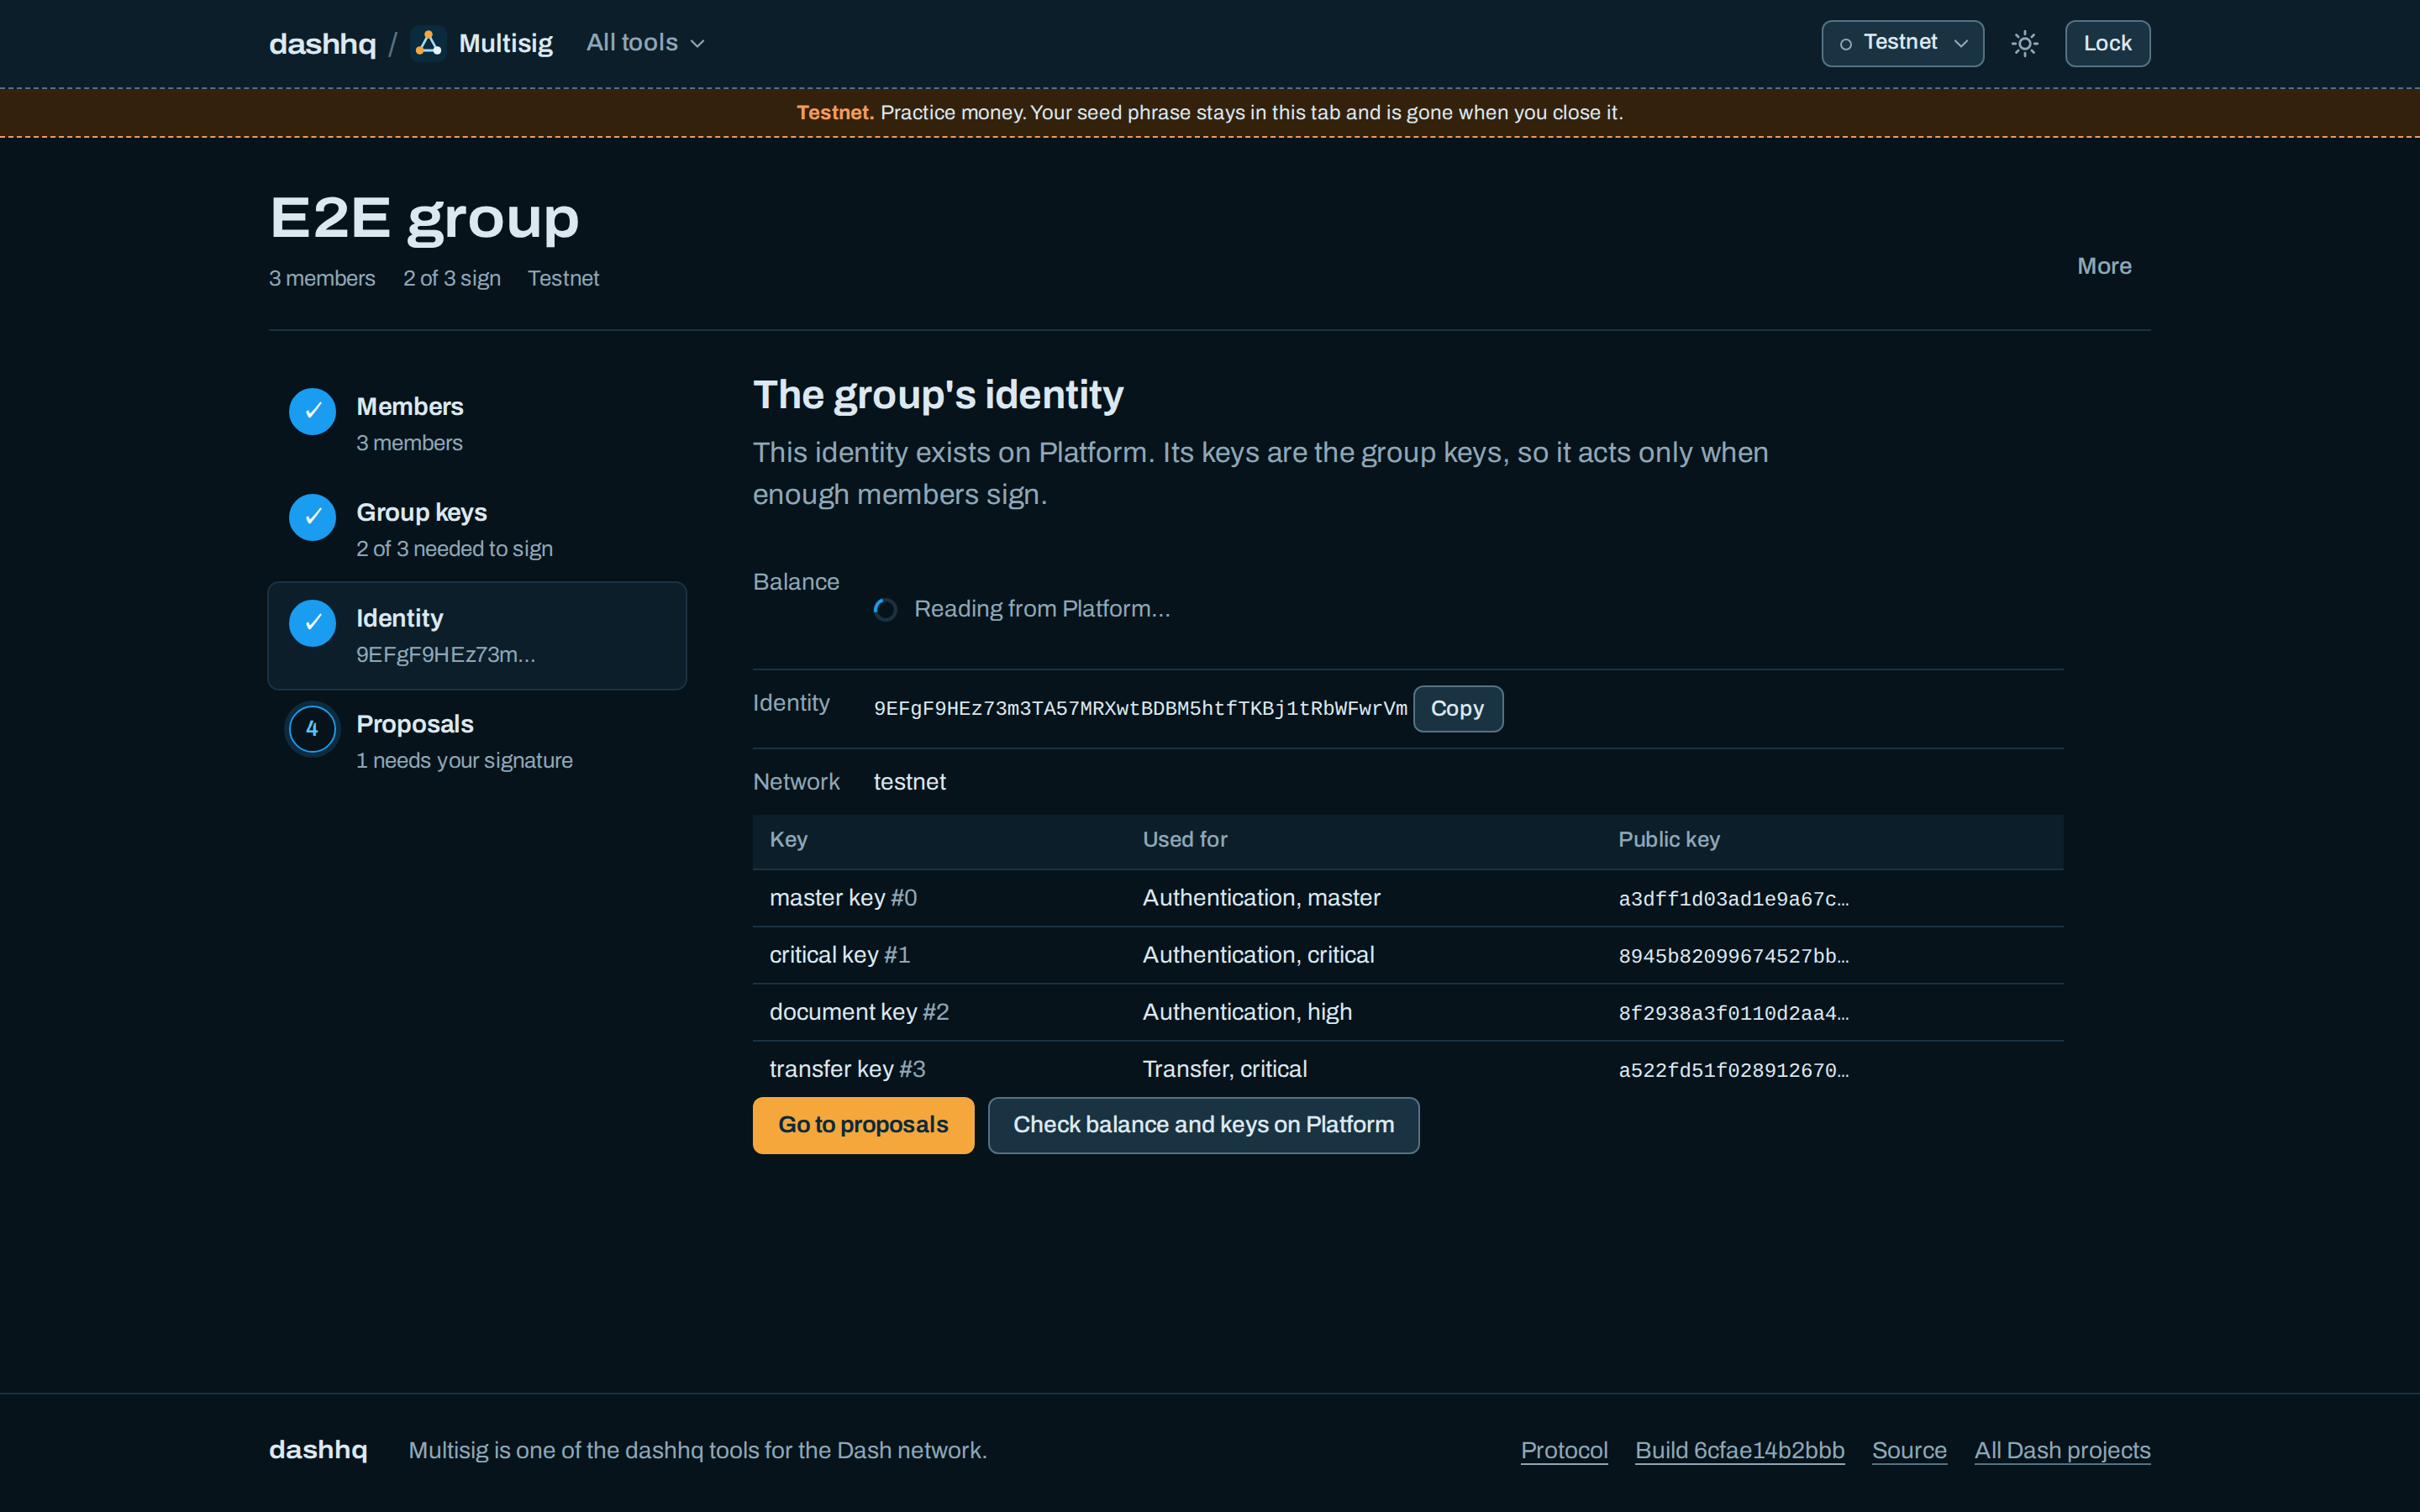 dashhq / Multisig All tools
Testnet
Lock
Testnet. Practice money. Your seed phrase stays in this tab and is gone when you close it.
E2E group
3 members 2 of 3 sign Testnet
More
Members
3 members
Group keys
2 of 3 needed to sign
Identity
9EFgF9HEz73m...
4 Proposals
1 needs your signature
The group's identity
This identity exists on Platform. Its keys are the group keys, so it acts only when
enough members sign.
Balance
Reading from Platform...
Identity 9EFgF9HEz73m3TA57MRXwtBDBM5htfTKBj1tRbWFwrVm Copy
Network testnet
Key Used for Public key
master key #0 Authentication, master a3dff1d03ad1e9a67c…
critical key #1 Authentication, critical 8945b82099674527bb…
document key #2 Authentication, high 8f2938a3f0110d2aa4…
transfer key #3 Transfer, critical a522fd51f028912670…
Go to proposals Check balance and keys on Platform
dashhq Multisig is one of the dashhq tools for the Dash network. Protocol Build 6cfae14b2bbb Source All Dash projects